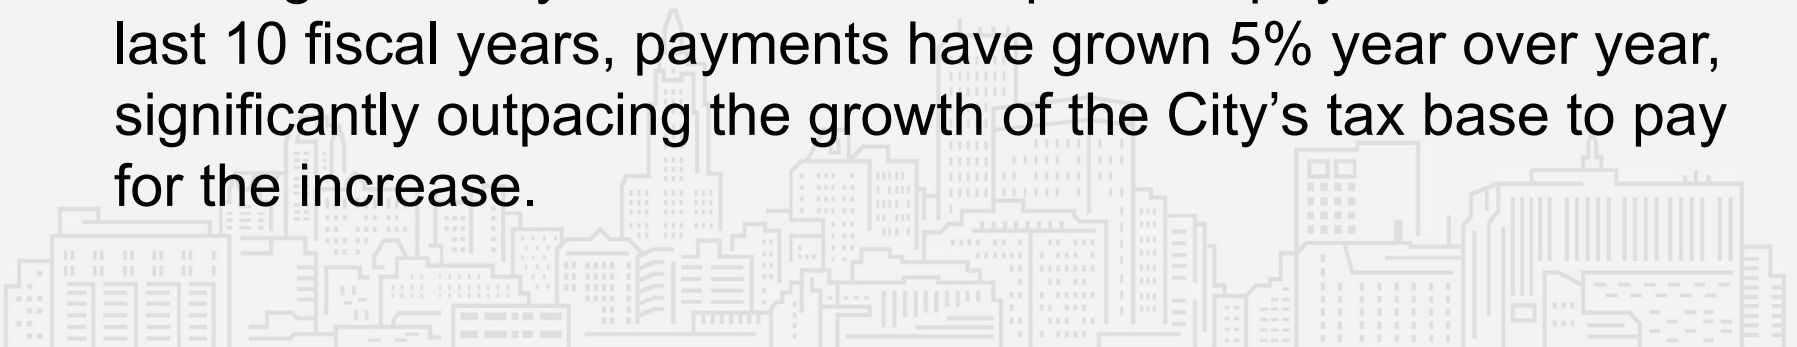 last 10 fiscal years, payments have grown 5% year over year,
significantly outpacing the growth of the City’s tax base to pay
for the increase.